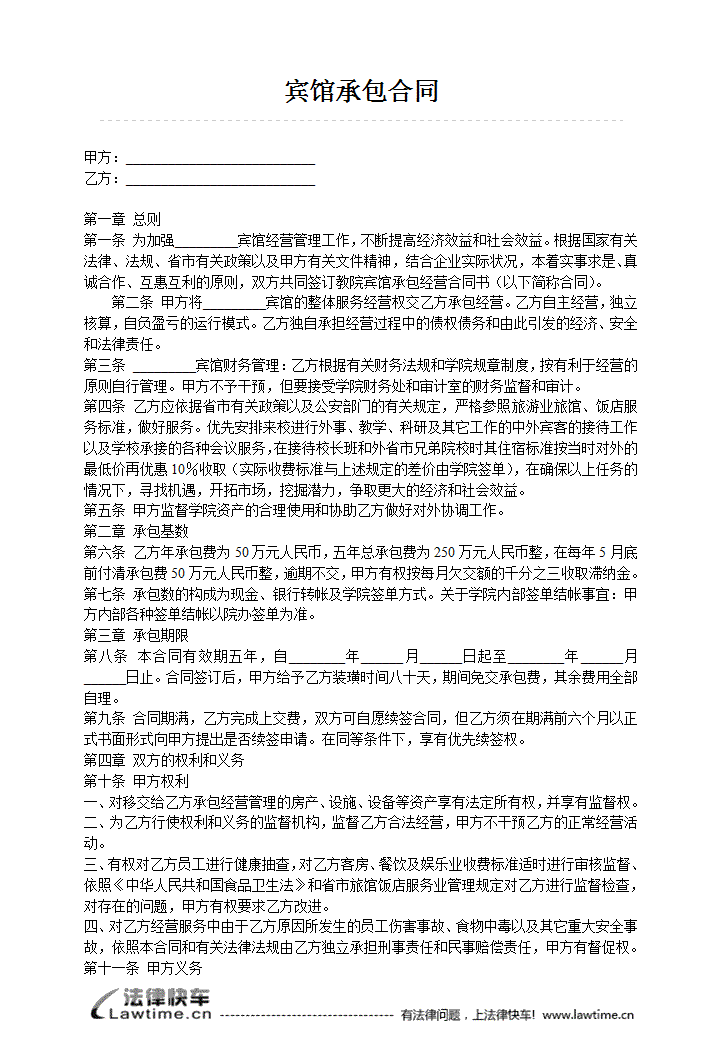 宾馆承包合同
甲方：___________________________
乙方：___________________________
第一章 总则
第一条 为加强_________宾馆经营管理工作，不断提高经济效益和社会效益。根据国家有关
法律、法规、省市有关政策以及甲方有关文件精神，结合企业实际状况，本着实事求是、真
诚合作、互惠互利的原则，双方共同签订教院宾馆承包经营合同书（以下简称合同）。
第二条 甲方将_________宾馆的整体服务经营权交乙方承包经营。乙方自主经营，独立
核算，自负盈亏的运行模式。乙方独自承担经营过程中的债权债务和由此引发的经济、安全
和法律责任。
第三条 _________宾馆财务管理：乙方根据有关财务法规和学院规章制度，按有利于经营的
原则自行管理。甲方不予干预，但要接受学院财务处和审计室的财务监督和审计。
第四条 乙方应依据省市有关政策以及公安部门的有关规定，严格参照旅游业旅馆、饭店服
务标准，做好服务。优先安排来校进行外事、教学、科研及其它工作的中外宾客的接待工作
以及学校承接的各种会议服务，在接待校长班和外省市兄弟院校时其住宿标准按当时对外的
最低价再优惠10％收取（实际收费标准与上述规定的差价由学院签单），在确保以上任务的
情况下，寻找机遇，开拓市场，挖掘潜力，争取更大的经济和社会效益。
第五条 甲方监督学院资产的合理使用和协助乙方做好对外协调工作。
第二章 承包基数
第六条 乙方年承包费为50万元人民币，五年总承包费为250万元人民币整，在每年5月底
前付清承包费50万元人民币整，逾期不交，甲方有权按每月欠交额的千分之三收取滞纳金。
第七条 承包数的构成为现金、银行转帐及学院签单方式。关于学院内部签单结帐事宜：甲
方内部各种签单结帐以院办签单为准。
第三章 承包期限
第八条 本合同有效期五年，自________年______月______日起至________年______月
______日止。合同签订后，甲方给予乙方装璜时间八十天，期间免交承包费，其余费用全部
自理。
第九条 合同期满，乙方完成上交费，双方可自愿续签合同，但乙方须在期满前六个月以正
式书面形式向甲方提出是否续签申请。在同等条件下，享有优先续签权。
第四章 双方的权利和义务
第十条 甲方权利
一、对移交给乙方承包经营管理的房产、设施、设备等资产享有法定所有权，并享有监督权。
二、为乙方行使权利和义务的监督机构，监督乙方合法经营，甲方不干预乙方的正常经营活
动。
三、有权对乙方员工进行健康抽查，对乙方客房、餐饮及娱乐业收费标准适时进行审核监督、
依照《中华人民共和国食品卫生法》和省市旅馆饭店服务业管理规定对乙方进行监督检查，
对存在的问题，甲方有权要求乙方改进。
四、对乙方经营服务中由于乙方原因所发生的员工伤害事故、食物中毒以及其它重大安全事
故，依照本合同和有关法律法规由乙方独立承担刑事责任和民事赔偿责任，甲方有督促权。
第十一条 甲方义务
法律快车
Lawtime.cn ---------------------------------- 有法律问题，上法律快车! www.lawtime.cn